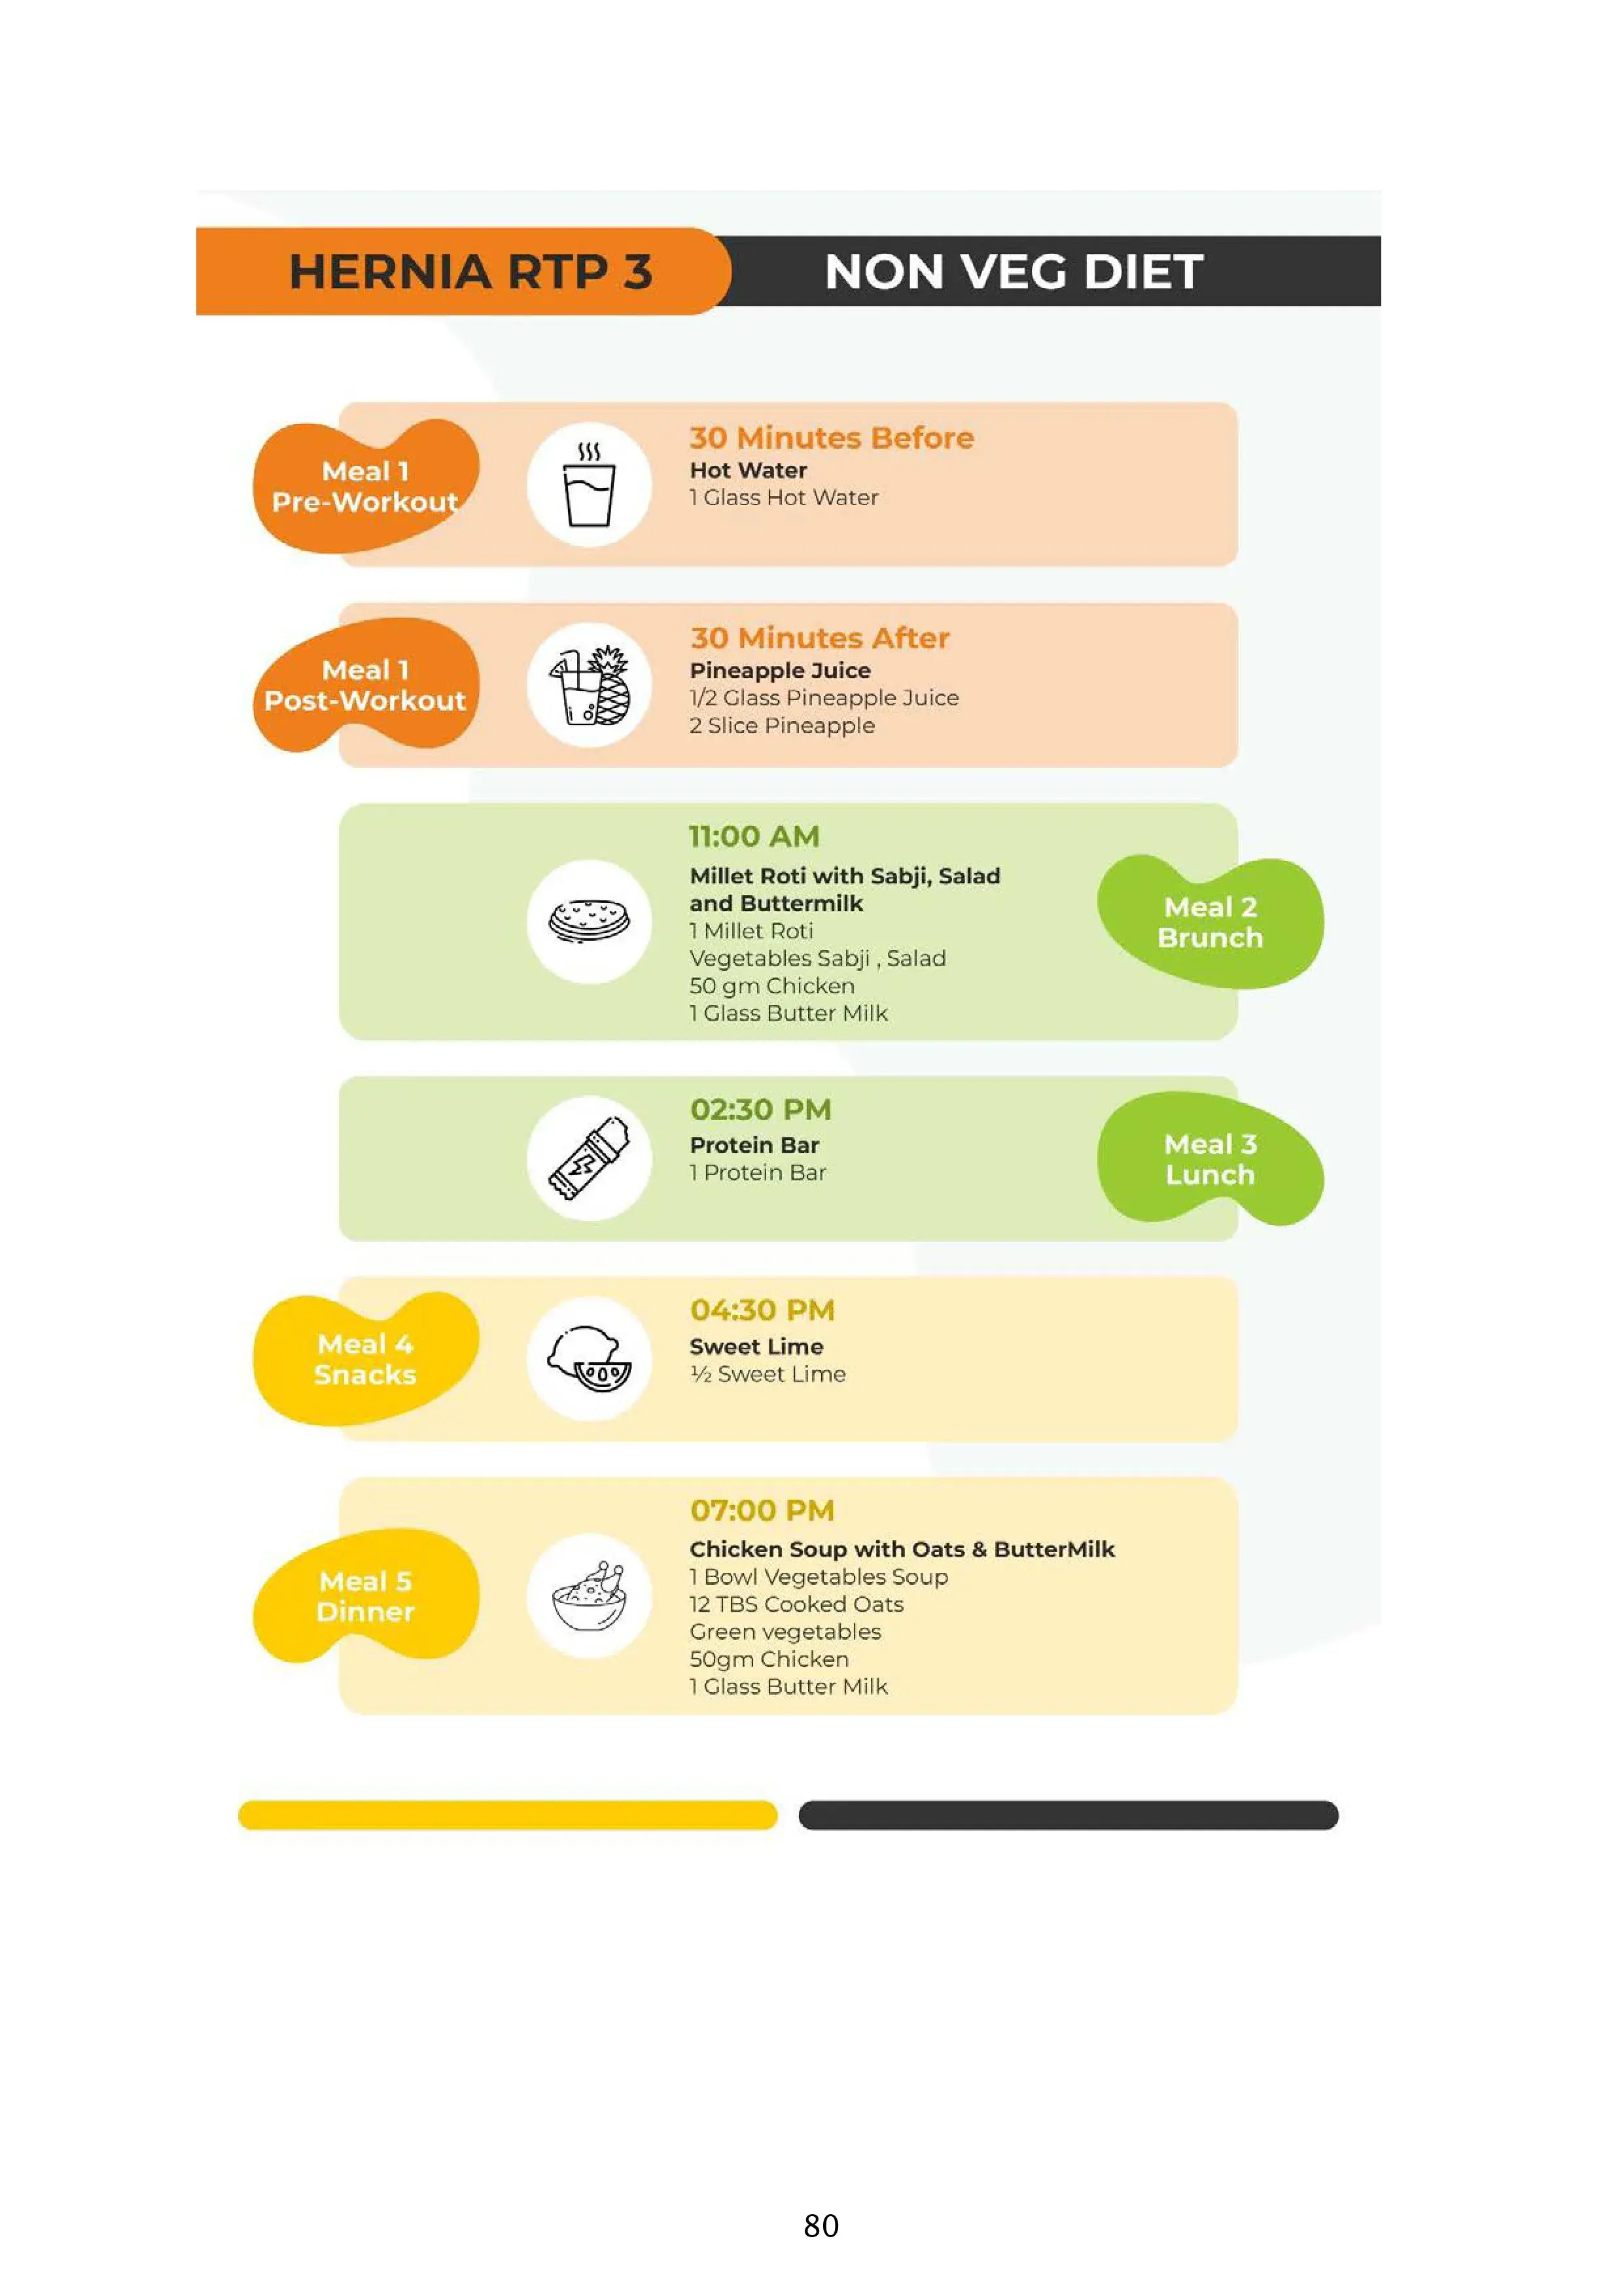 HERNIA RTP 3
NON VEG DIET
Meal 1
Pre-Workout
30 Minutes Before
Hot Water
1 Glass Hot Water
Meal 1
Post-Workout
30 Minutes After
Pineapple Juice
1/2 Glass Pineapple Juice
2 Slice Pineapple
11:00 AM
Millet Roti with Sabji, Salad
and Buttermilk
1 Millet Roti
Vegetables Sabji , Salad
50 gm Chicken
1 Glass Butter Milk
Meal 2
Brunch
02:30 PM
Protein Bar
1 Protein Bar
Meal 3
Lunch
Meal 4
Snacks
04:30 PM
Sweet Lime
½ Sweet Lime
Meal 5
Dinner
07:00 PM
Chicken Soup with Oats & ButterMilk
1 Bowl Vegetables Soup
12 TBS Cooked Oats
Green vegetables
50gm Chicken
1 Glass Butter Milk
80